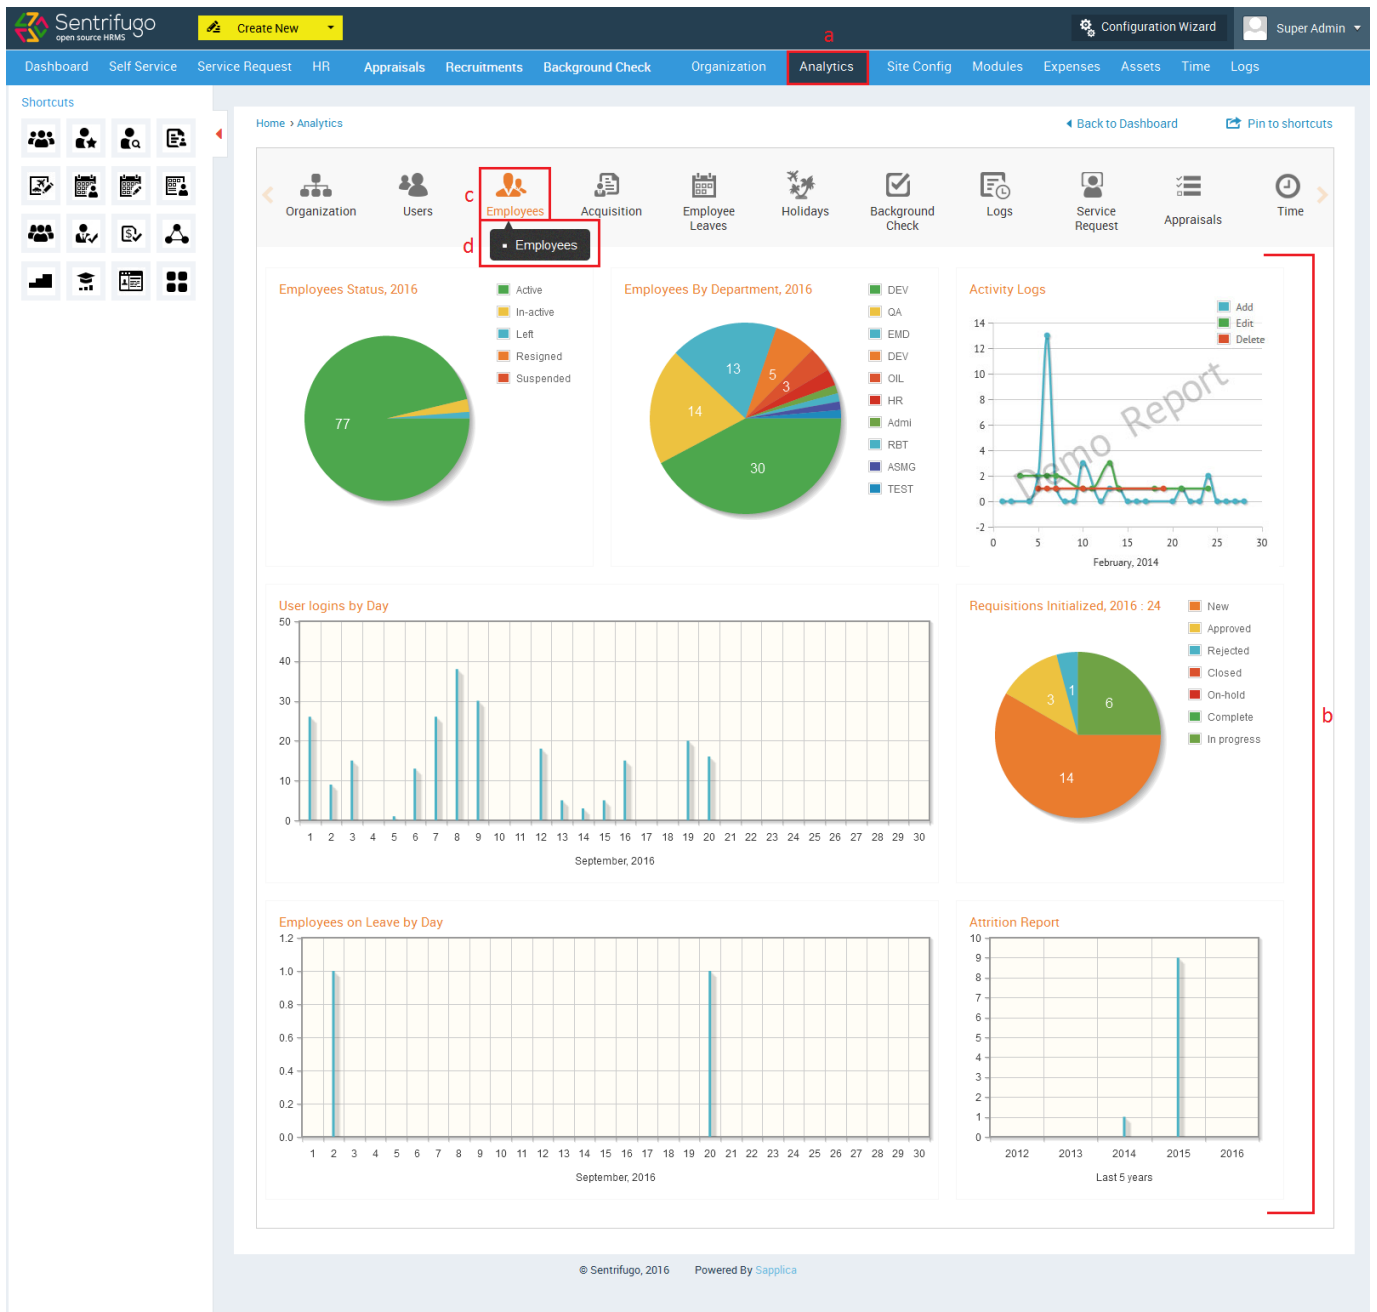 Sentrifugo
open source HRMS
Create New
a
Configuration Wizard
Super Admin
Dashboard Self Service Service Request HR Appraisals Recruitments Background Check Organization Analytics Site Config Modules Expenses Assets Time Logs
Shortcuts
Home › Analytics
Back to Dashboard
Pin to shortcuts
c
Organization Users Employees Acquisition Employee Leaves Holidays Background Check Logs Service Request Appraisals Time
d
Employees
Employees Status, 2016
Active
In-active
Left
Resigned
Suspended
77
Employees By Department, 2016
DEV
QA
EMD
DEV
OIL
HR
Admi
RBT
ASMG
TEST
13
5
3
14
30
Activity Logs
Add
Edit
Delete
14
12
10
8
6
4
2
0
-2
0 5 10 15 20 25 30
February, 2014
Demo Report
User logins by Day
50
40
30
20
10
0
1 2 3 4 5 6 7 8 9 10 11 12 13 14 15 16 17 18 19 20 21 22 23 24 25 26 27 28 29 30
September, 2016
Requisitions Initialized, 2016 : 24
New
Approved
Rejected
Closed
On-hold
Complete
In progress
3
1
6
14
b
Employees on Leave by Day
1.2
1.0
0.8
0.6
0.4
0.2
0.0
1 2 3 4 5 6 7 8 9 10 11 12 13 14 15 16 17 18 19 20 21 22 23 24 25 26 27 28 29 30
September, 2016
Attrition Report
10
9
8
7
6
5
4
3
2
1
0
2012 2013 2014 2015 2016
Last 5 years
© Sentrifugo, 2016 Powered By Sapplica